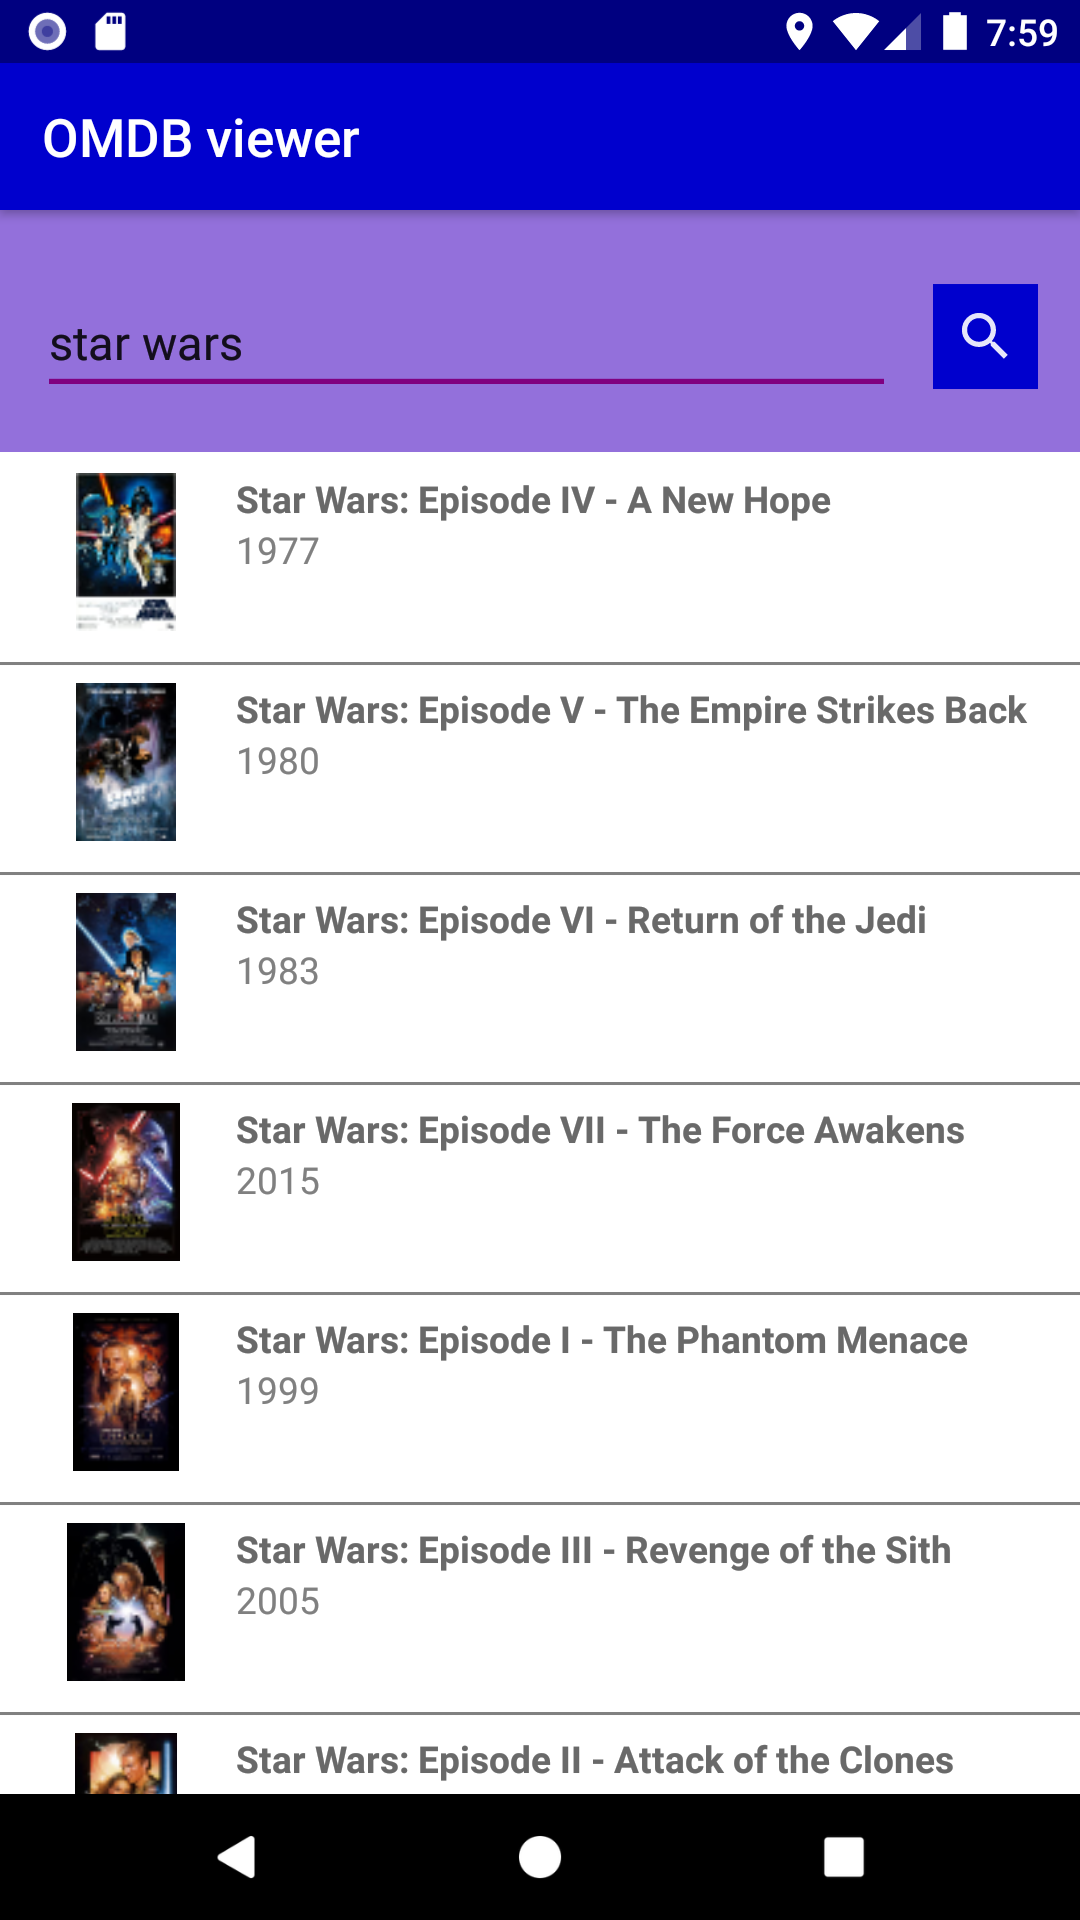 7:59
OMDB viewer
star wars
Star Wars: Episode IV - A New Hope
1977
Star Wars: Episode V - The Empire Strikes Back
1980
Star Wars: Episode VI - Return of the Jedi
1983
Star Wars: Episode VII - The Force Awakens
2015
Star Wars: Episode I - The Phantom Menace
1999
Star Wars: Episode III - Revenge of the Sith
2005
Star Wars: Episode II - Attack of the Clones